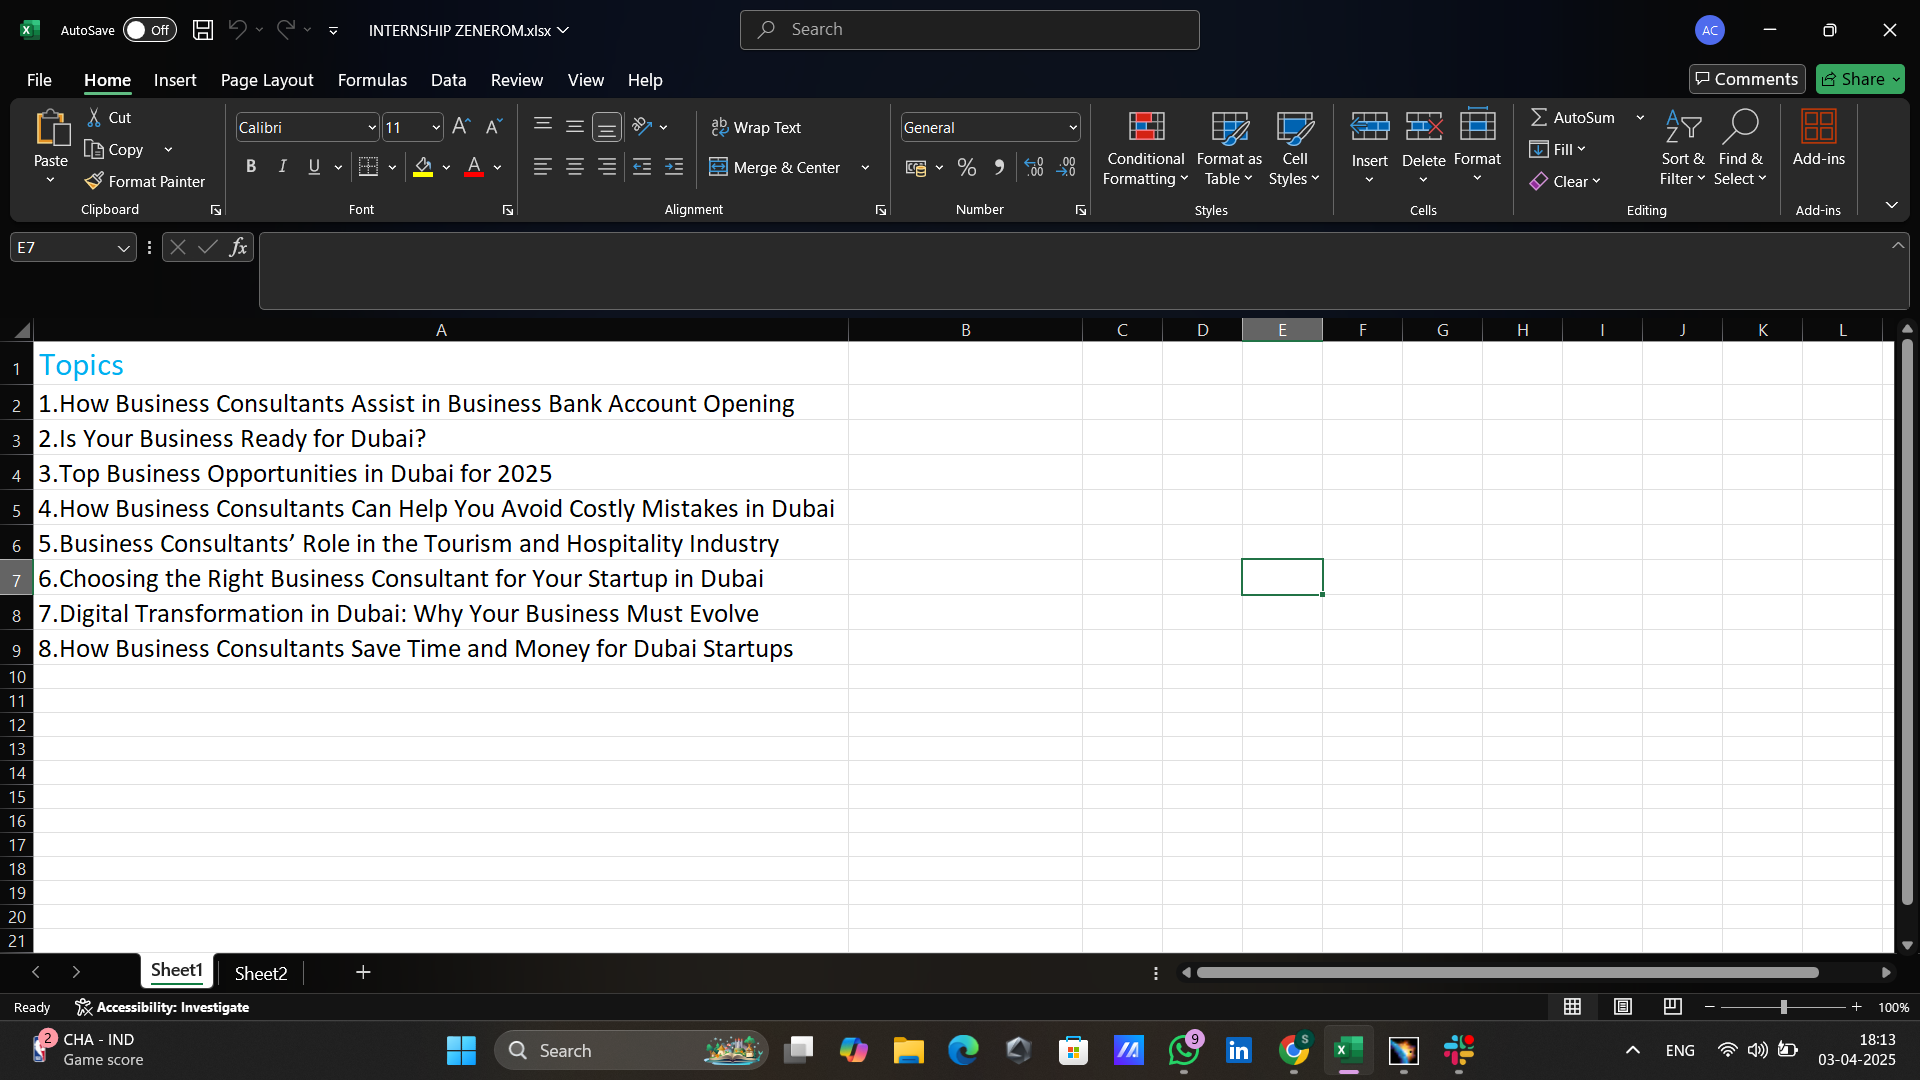 AutoSave Off INTERNSHIP ZENEROM.xlsx Search AC
File Home Insert Page Layout Formulas Data Review View Help Comments Share
Paste Cut Copy Format Painter Clipboard
Calibri 11 A A B I U A Font
ab Wrap Text Merge & Center Alignment
General % 9 .00 .00 Number
Conditional Formatting Format as Table Cell Styles Styles
Insert Delete Format Cells
AutoSum Fill Clear Sort & Filter Find & Select Editing
Add-ins Add-ins
E7 fx
A B C D E F G H I J K L
1 Topics
2 1.How Business Consultants Assist in Business Bank Account Opening
3 2.Is Your Business Ready for Dubai?
4 3.Top Business Opportunities in Dubai for 2025
5 4.How Business Consultants Can Help You Avoid Costly Mistakes in Dubai
6 5.Business Consultants’ Role in the Tourism and Hospitality Industry
7 6.Choosing the Right Business Consultant for Your Startup in Dubai
8 7.Digital Transformation in Dubai: Why Your Business Must Evolve
9 8.How Business Consultants Save Time and Money for Dubai Startups
10
11
12
13
14
15
16
17
18
19
20
21
Sheet1 Sheet2 +
Ready Accessibility: Investigate 100%
2 CHA - IND
Game score
Search 9 in S ENG
18:13
03-04-2025